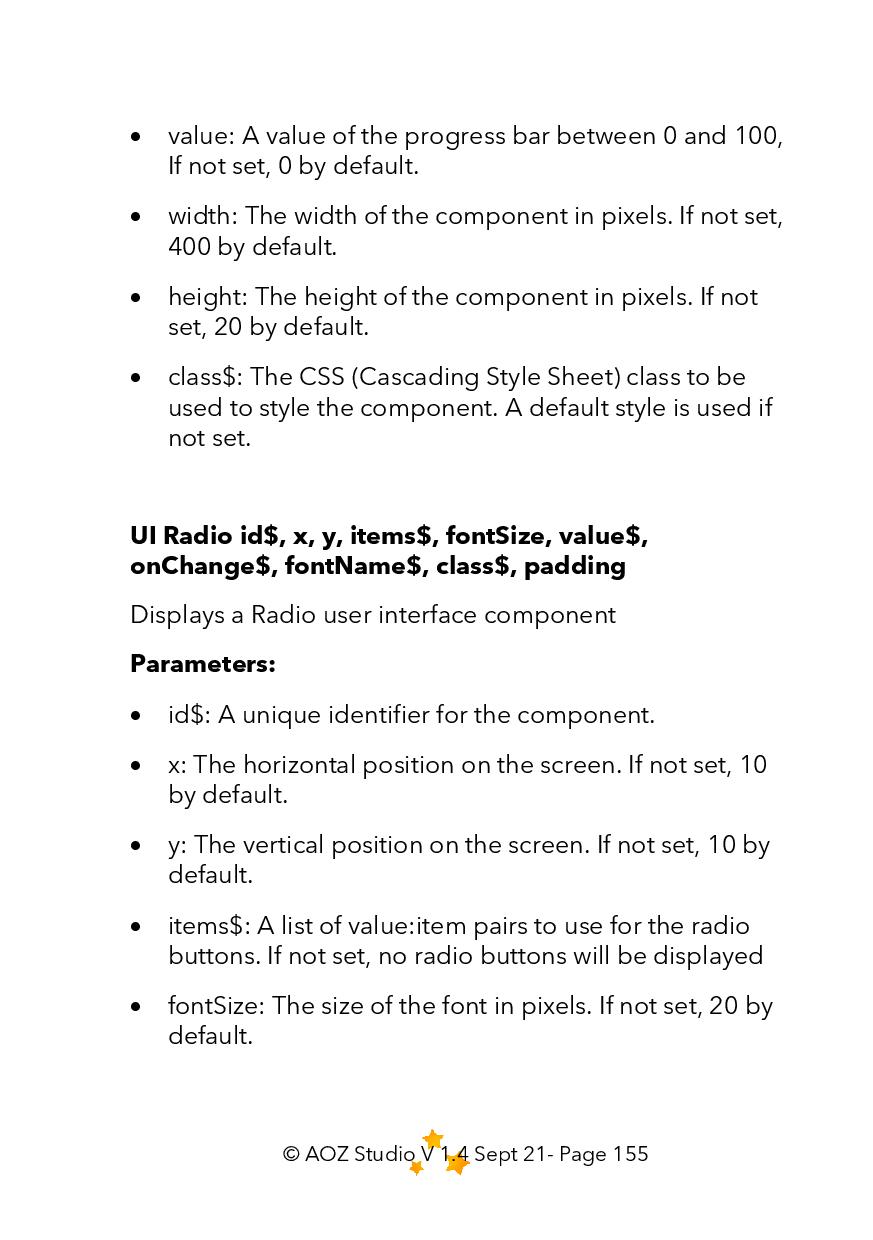 • value: A value of the progress bar between 0 and 100,
If not set, 0 by default.
• width: The width of the component in pixels. If not set,
400 by default.
• height: The height of the component in pixels. If not
set, 20 by default.
• class$: The CSS (Cascading Style Sheet) class to be
used to style the component. A default style is used if
not set.
UI Radio id$, x, y, items$, fontSize, value$,
onChange$, fontName$, class$, padding
Displays a Radio user interface component
Parameters:
• id$: A unique identifier for the component.
• x: The horizontal position on the screen. If not set, 10
by default.
• y: The vertical position on the screen. If not set, 10 by
default.
• items$: A list of value:item pairs to use for the radio
buttons. If not set, no radio buttons will be displayed
• fontSize: The size of the font in pixels. If not set, 20 by
default.
© AOZ Studio V 1.4 Sept 21- Page 155